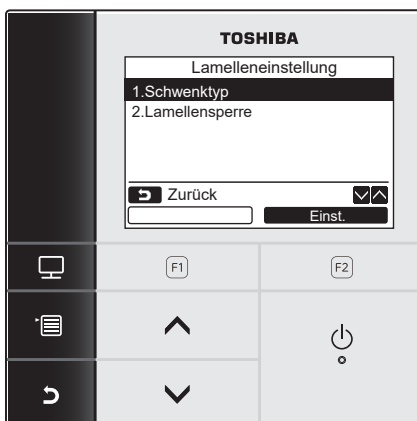 TOSHIBA
Lamelleneinstellung
1.Schwenktyp
2.Lamellensperre
Zurück
Einst.
F1
F2